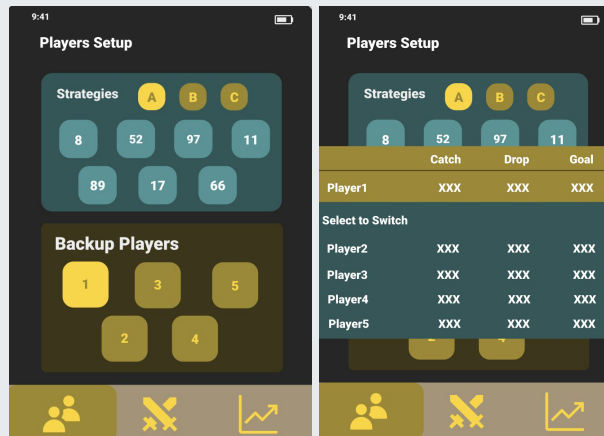 9:41
Players Setup
Strategies A B C
8 52 97 11
89 17 66
Backup Players
1 3 5
2 4
9:41
Players Setup
Strategies A B C
8 52 97 11
Catch Drop Goal
Player1 XXX XXX XXX
Select to Switch
Player2 XXX XXX XXX
Player3 XXX XXX XXX
Player4 XXX XXX XXX
Player5 XXX XXX XXX